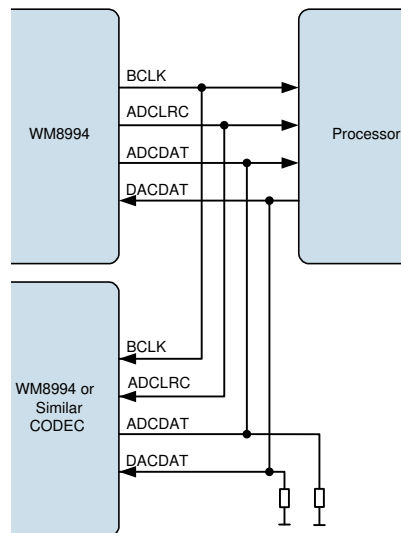 BCLK
ADCLRC
WM8994
Processor
ADCDAT
DACDAT
BCLK
WM8994 or
Similar
CODEC
ADCLRC
ADCDAT
DACDAT